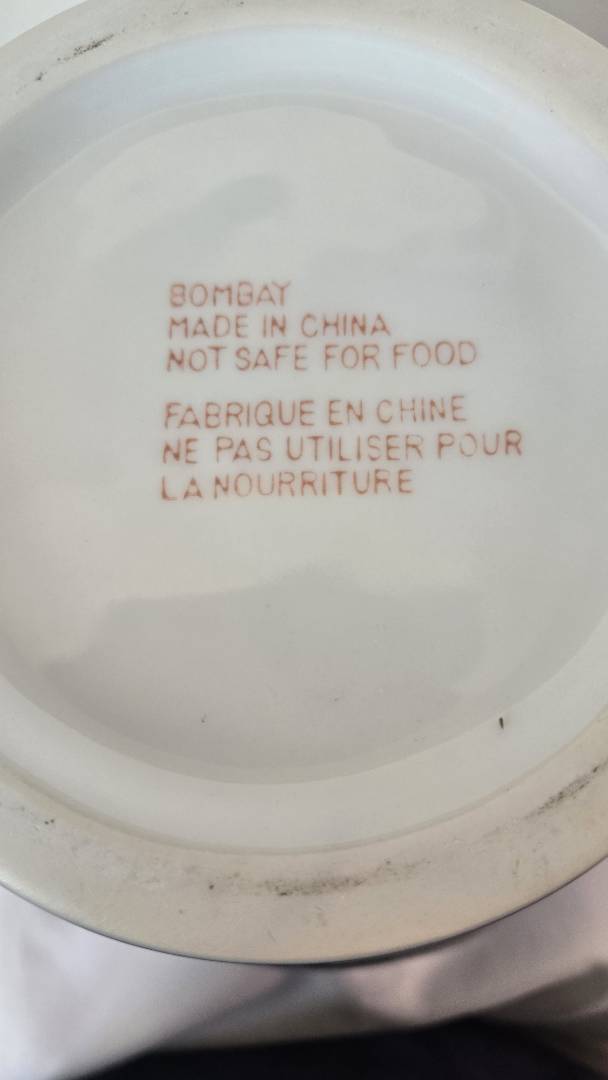 BOMBAY
MADE IN CHINA
NOT SAFE FOR FOOD
FABRIQUE EN CHINE
NE PAS UTILISER POUR
LA NOURRITURE